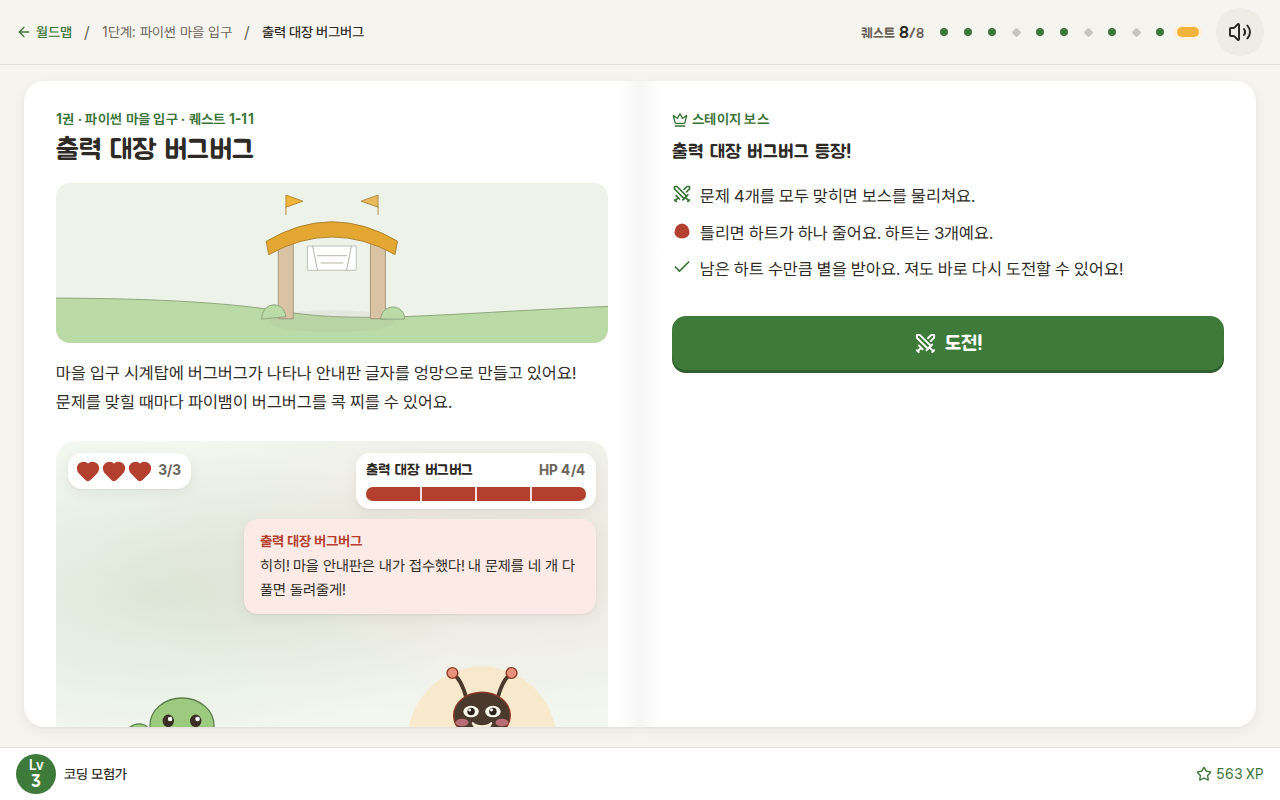 월드맵 / 1단계: 파이썬 마을 입구 / 출력 대장 버그버그
퀘스트 8/8
1권 · 파이썬 마을 입구 · 퀘스트 1-11
출력 대장 버그버그
마을 입구 시계탑에 버그버그가 나타나 안내판 글자를 엉망으로 만들고 있어요!
문제를 맞힐 때마다 파이뱀이 버그버그를 콕 찌를 수 있어요.
3/3
출력 대장 버그버그 HP 4/4
출력 대장 버그버그
히히! 마을 안내판은 내가 접수했다! 내 문제를 네 개 다
풀면 돌려줄게!
스테이지 보스
출력 대장 버그버그 등장!
문제 4개를 모두 맞히면 보스를 물리쳐요.
틀리면 하트가 하나 줄어요. 하트는 3개예요.
남은 하트 수만큼 별을 받아요. 져도 바로 다시 도전할 수 있어요!
도전!
Lv
3
코딩 모험가
563 XP